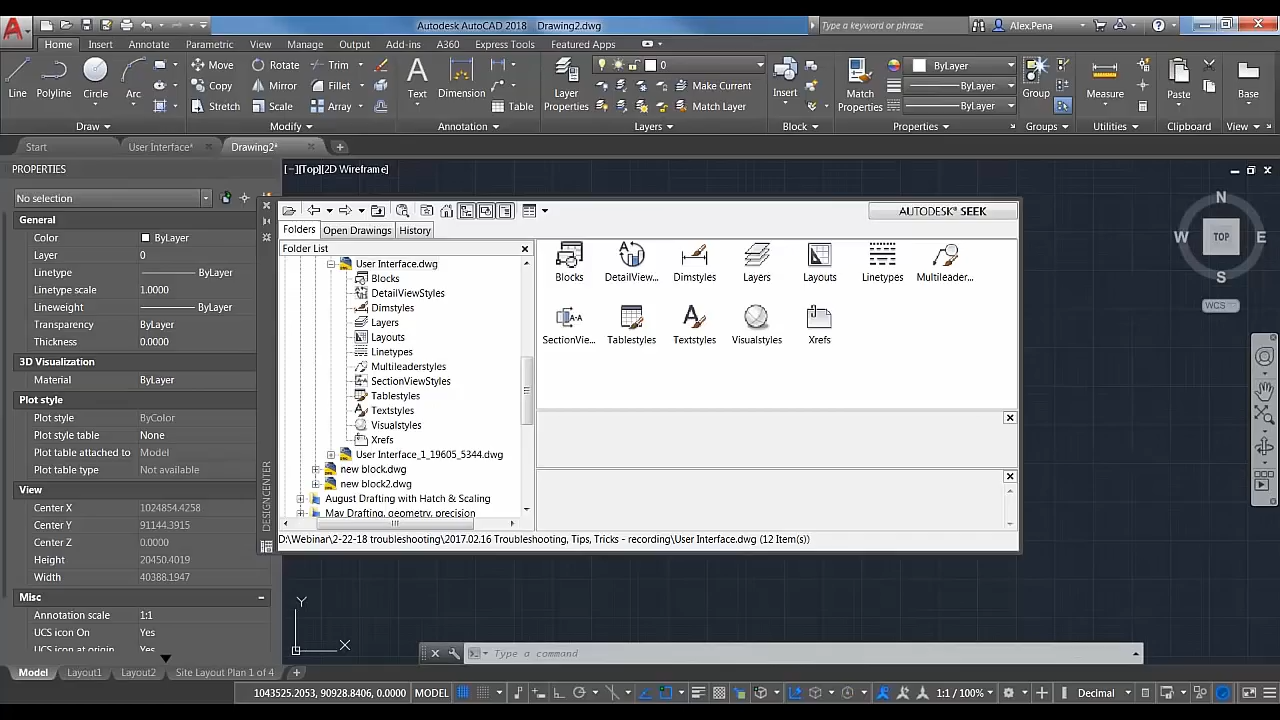 Autodesk AutoCAD 2018 Drawing2.dwg
Type a keyword or phrase
Alex.Pena
Home Insert Annotate Parametric View Manage Output Add-ins A360 Express Tools Featured Apps
Line Polyline Circle Arc
Move Rotate Trim
Copy Mirror Fillet
Stretch Scale Array
Text Dimension Table
Layer Properties
0
Make Current
Match Layer
Insert
Match Properties
ByLayer
ByLayer
ByLayer
Group Measure Paste Base
Draw Modify Annotation Layers Block Properties Groups Utilities Clipboard View
Start User Interface* Drawing2*
PROPERTIES
No selection
General
Color ByLayer
Layer 0
Linetype ByLayer
Linetype scale 1.0000
Lineweight ByLayer
Transparency ByLayer
Thickness 0.0000
3D Visualization
Material ByLayer
Plot style
Plot style ByColor
Plot style table None
Plot table attached to Model
Plot table type Not available
View
Center X 1024854.4258
Center Y 91144.3915
Center Z 0.0000
Height 20450.4019
Width 40388.1947
Misc
Annotation scale 1:1
UCS icon On Yes
UCS icon at origin Yes
[−][Top][2D Wireframe]
AUTODESK® SEEK
Folders Open Drawings History
Folder List
User Interface.dwg
Blocks
DetailViewStyles
Dimstyles
Layers
Layouts
Linetypes
Multileaderstyles
SectionViewStyles
Tablestyles
Textstyles
Visualstyles
Xrefs
User Interface_1_19605_5344.dwg
new block.dwg
new block2.dwg
August Drafting with Hatch & Scaling
May Drafting, geometry, precision
Blocks DetailView... Dimstyles Layers Layouts Linetypes Multileader...
SectionVie... Tablestyles Textstyles Visualstyles Xrefs
D:\Webinar\2-22-18 troubleshooting\2017.02.16 Troubleshooting, Tips, Tricks - recording\User Interface.dwg (12 Item(s))
DESIGNCENTER
N
W TOP E
S
WCS
Y
X
Type a command
Model Layout1 Layout2 Site Layout Plan 1 of 4
1043525.2053, 90928.8406, 0.0000 MODEL 1:1 / 100% Decimal